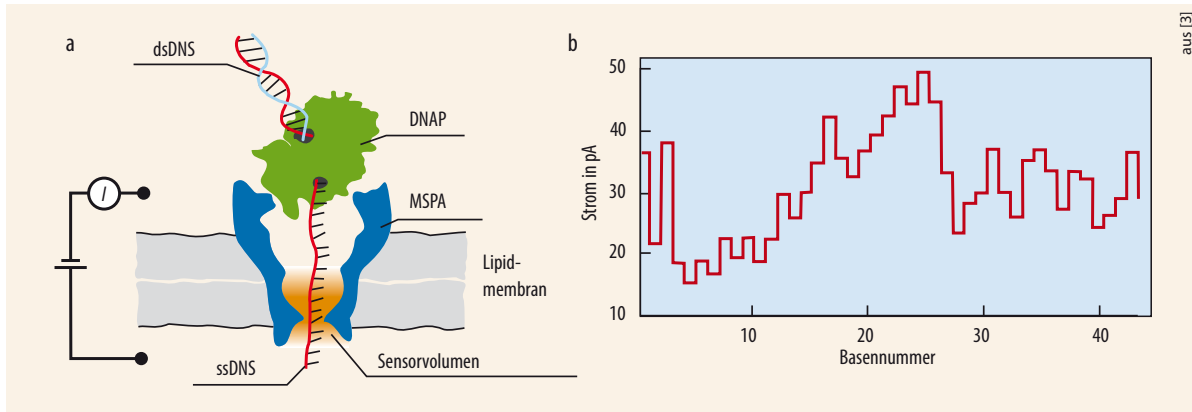 a
dsDNS
DNAP
I
MSPA
Lipid-
membran
ssDNS
Sensorvolumen
b
aus [3]
Strom in pA
50
40
30
20
10
10
20
30
40
Basennummer